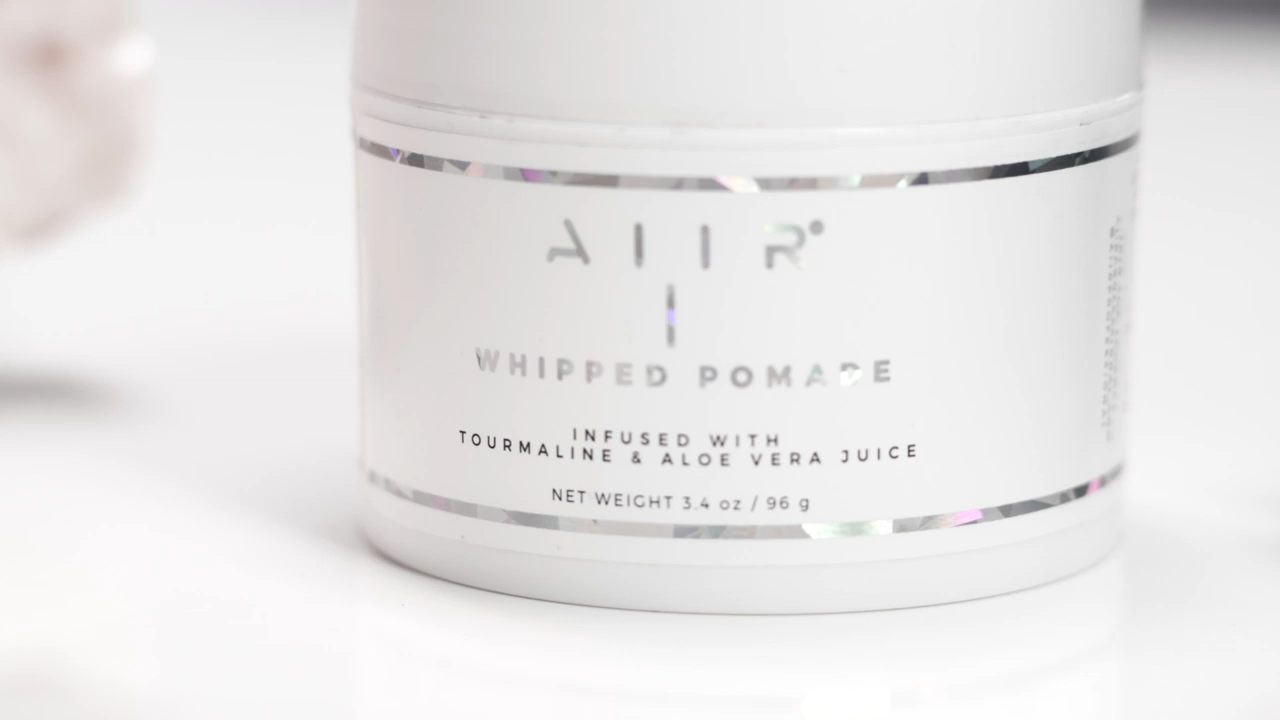 AIIR
WHIPPED POMADE
INFUSED WITH
TOURMALINE & ALOE VERA JUICE
NET WEIGHT 3.4 oz / 96 g